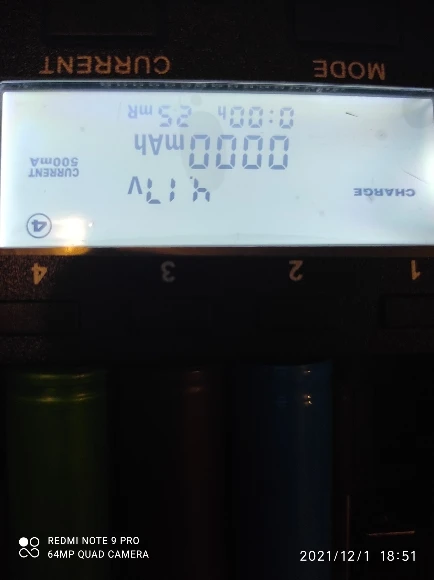 1 2 3 4
④
CHARGE 4.17V
CURRENT
500mA
0000mAh
0:00h 25mR
MODE CURRENT
REDMI NOTE 9 PRO
64MP QUAD CAMERA
2021/12/1 18:51